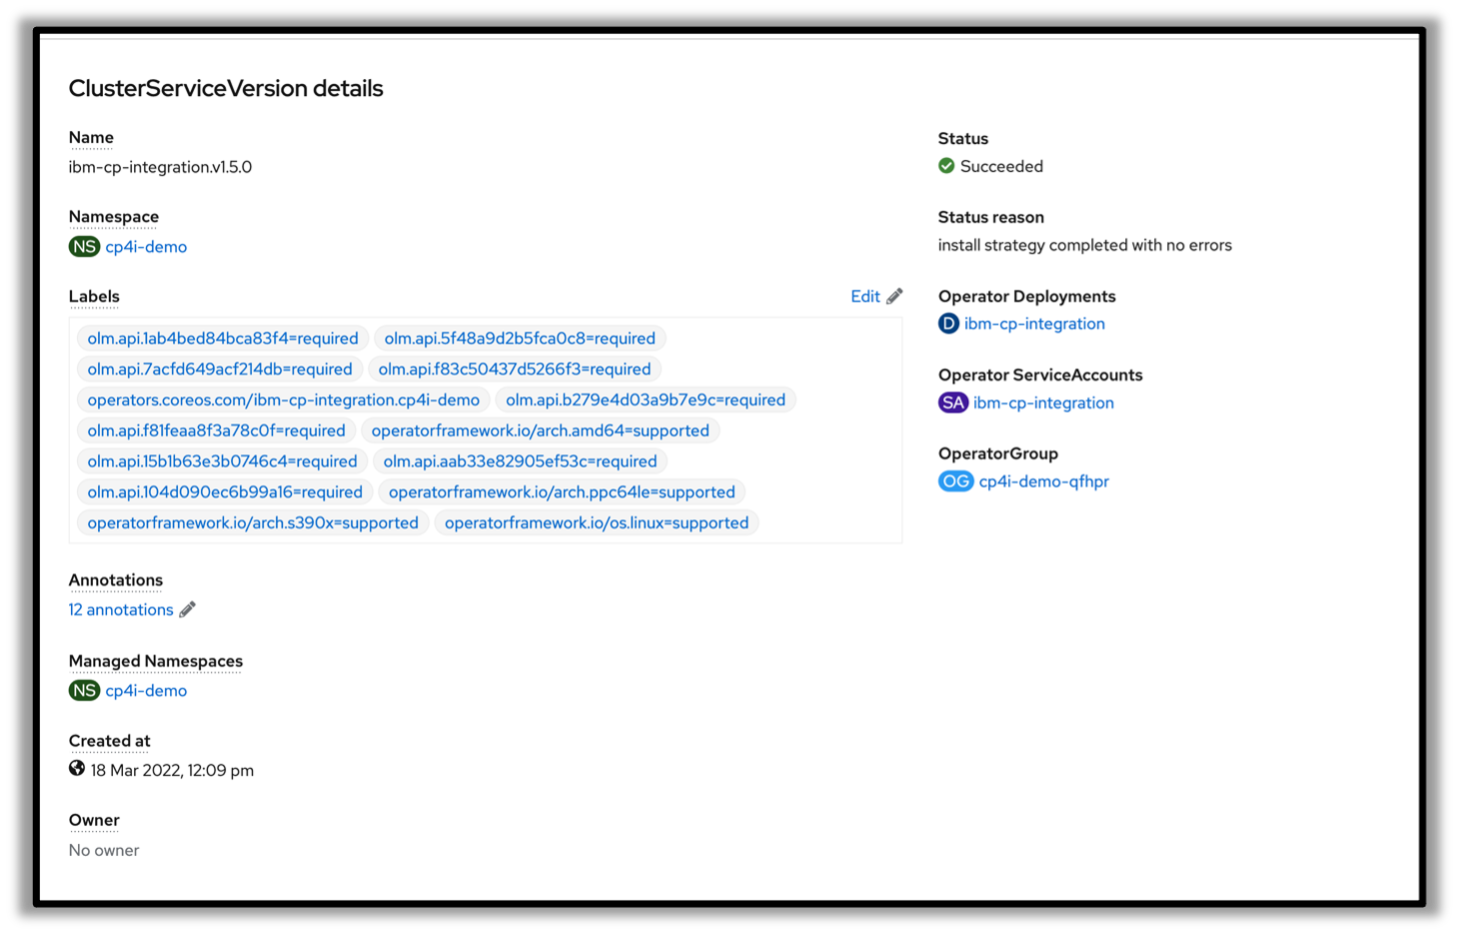 ClusterServiceVersion details
Name
ibm-cp-integration.v1.5.0
Namespace
NS cp4i-demo
Labels
Edit
olm.api.1ab4bed84bca83f4=required olm.api.5f48a9d2b5fca0c8=required
olm.api.7acfd649acf214db=required olm.api.f83c50437d5266f3=required
operators.coreos.com/ibm-cp-integration.cp4i-demo olm.api.b279e4d03a9b7e9c=required
olm.api.f81feaa8f3a78c0f=required operatorframework.io/arch.amd64=supported
olm.api.15b1b63e3b0746c4=required olm.api.aab33e82905ef53c=required
olm.api.104d090ec6b99a16=required operatorframework.io/arch.ppc64le=supported
operatorframework.io/arch.s390x=supported operatorframework.io/os.linux=supported
Annotations
12 annotations
Managed Namespaces
NS cp4i-demo
Created at
18 Mar 2022, 12:09 pm
Owner
No owner
Status
Succeeded
Status reason
install strategy completed with no errors
Operator Deployments
D ibm-cp-integration
Operator ServiceAccounts
SA ibm-cp-integration
OperatorGroup
OG cp4i-demo-qfhpr